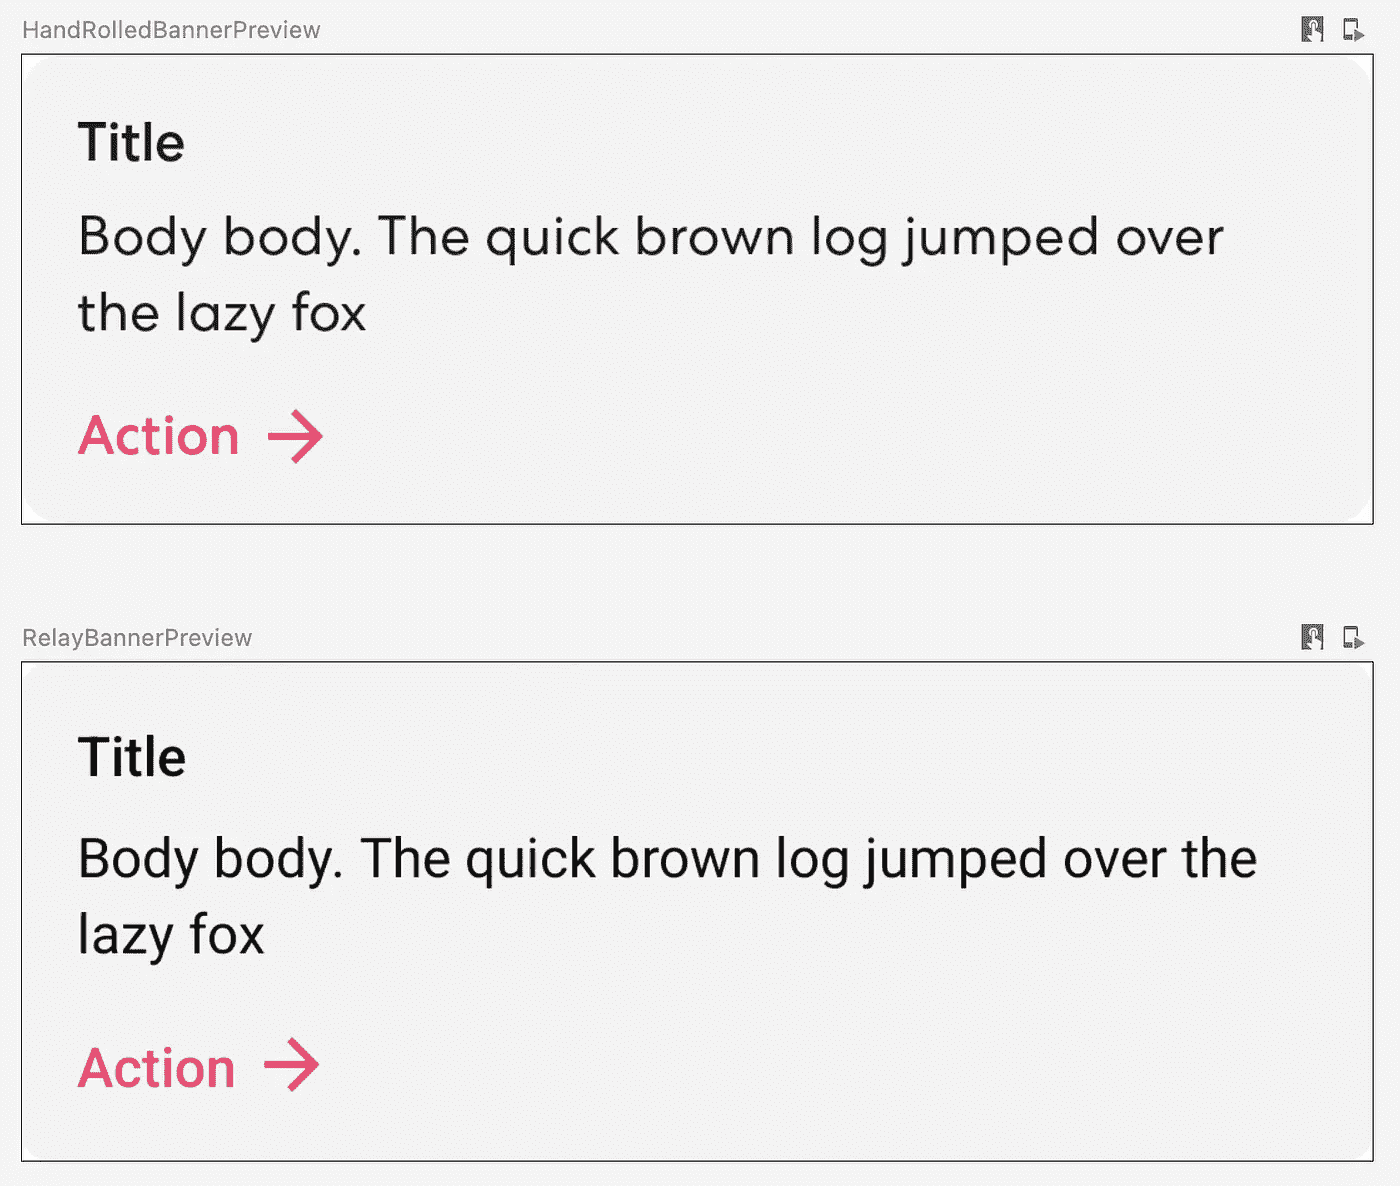 HandRolledBannerPreview
Title
Body body. The quick brown log jumped over
the lazy fox
Action
RelayBannerPreview
Title
Body body. The quick brown log jumped over the
lazy fox
Action